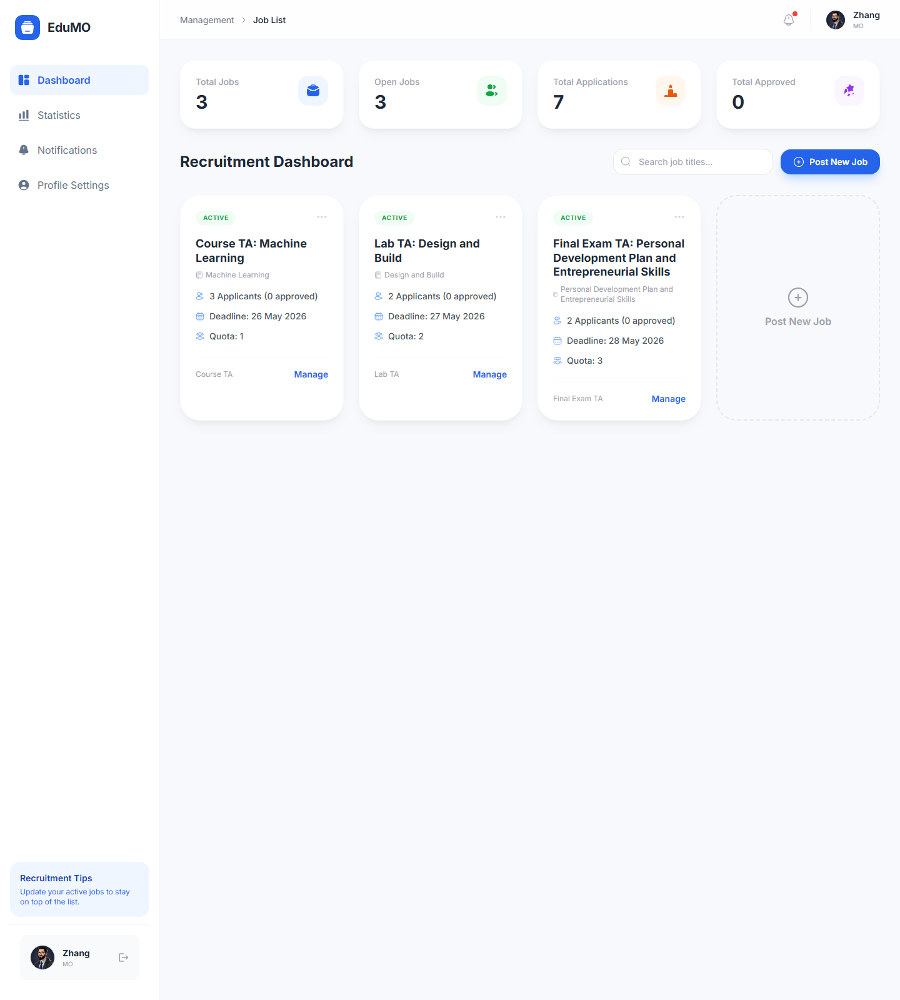 EduMO
Dashboard
Statistics
Notifications
Profile Settings
Recruitment Tips
Update your active jobs to stay
on top of the list.
Zhang
MO
Management > Job List
Zhang
MO
Total Jobs
3
Open Jobs
3
Total Applications
7
Total Approved
0
Recruitment Dashboard
Search job titles...
Post New Job
ACTIVE
Course TA: Machine
Learning
Machine Learning
3 Applicants (0 approved)
Deadline: 26 May 2026
Quota: 1
Course TA
Manage
ACTIVE
Lab TA: Design and
Build
Design and Build
2 Applicants (0 approved)
Deadline: 27 May 2026
Quota: 2
Lab TA
Manage
ACTIVE
Final Exam TA: Personal
Development Plan and
Entrepreneurial Skills
Personal Development Plan and
Entrepreneurial Skills
2 Applicants (0 approved)
Deadline: 28 May 2026
Quota: 3
Final Exam TA
Manage
Post New Job